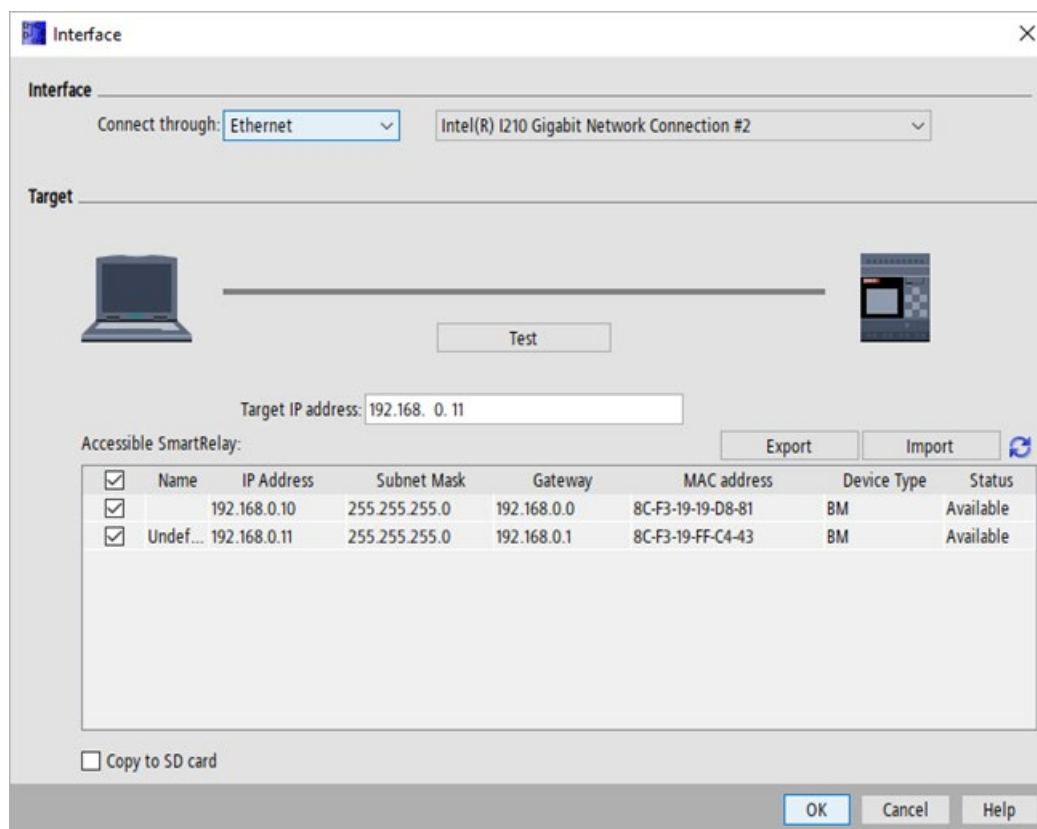 Interface
Interface
Connect through: Ethernet Intel(R) I210 Gigabit Network Connection #2
Target
Test
Target IP address: 192.168. 0. 11
Accessible SmartRelay: Export Import
Name IP Address Subnet Mask Gateway MAC address Device Type Status
192.168.0.10 255.255.255.0 192.168.0.0 8C-F3-19-19-D8-81 BM Available
Undef... 192.168.0.11 255.255.255.0 192.168.0.1 8C-F3-19-FF-C4-43 BM Available
Copy to SD card
OK Cancel Help